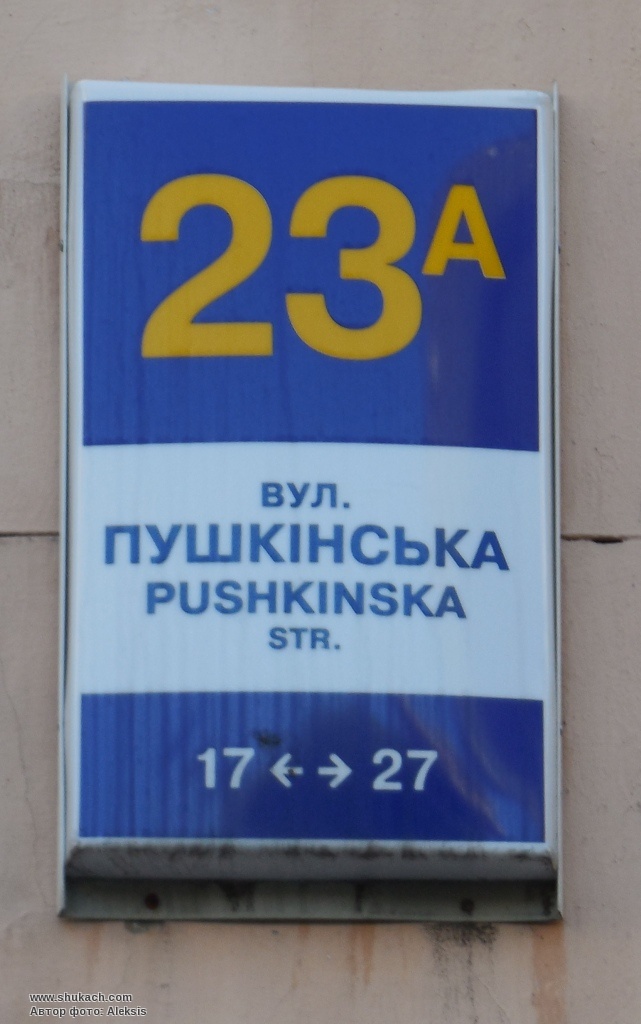 23А
ВУЛ.
ПУШКІНСЬКА
PUSHKINSKA
STR.
17 ←→ 27
www.shukach.com
Автор фото: Aleksis